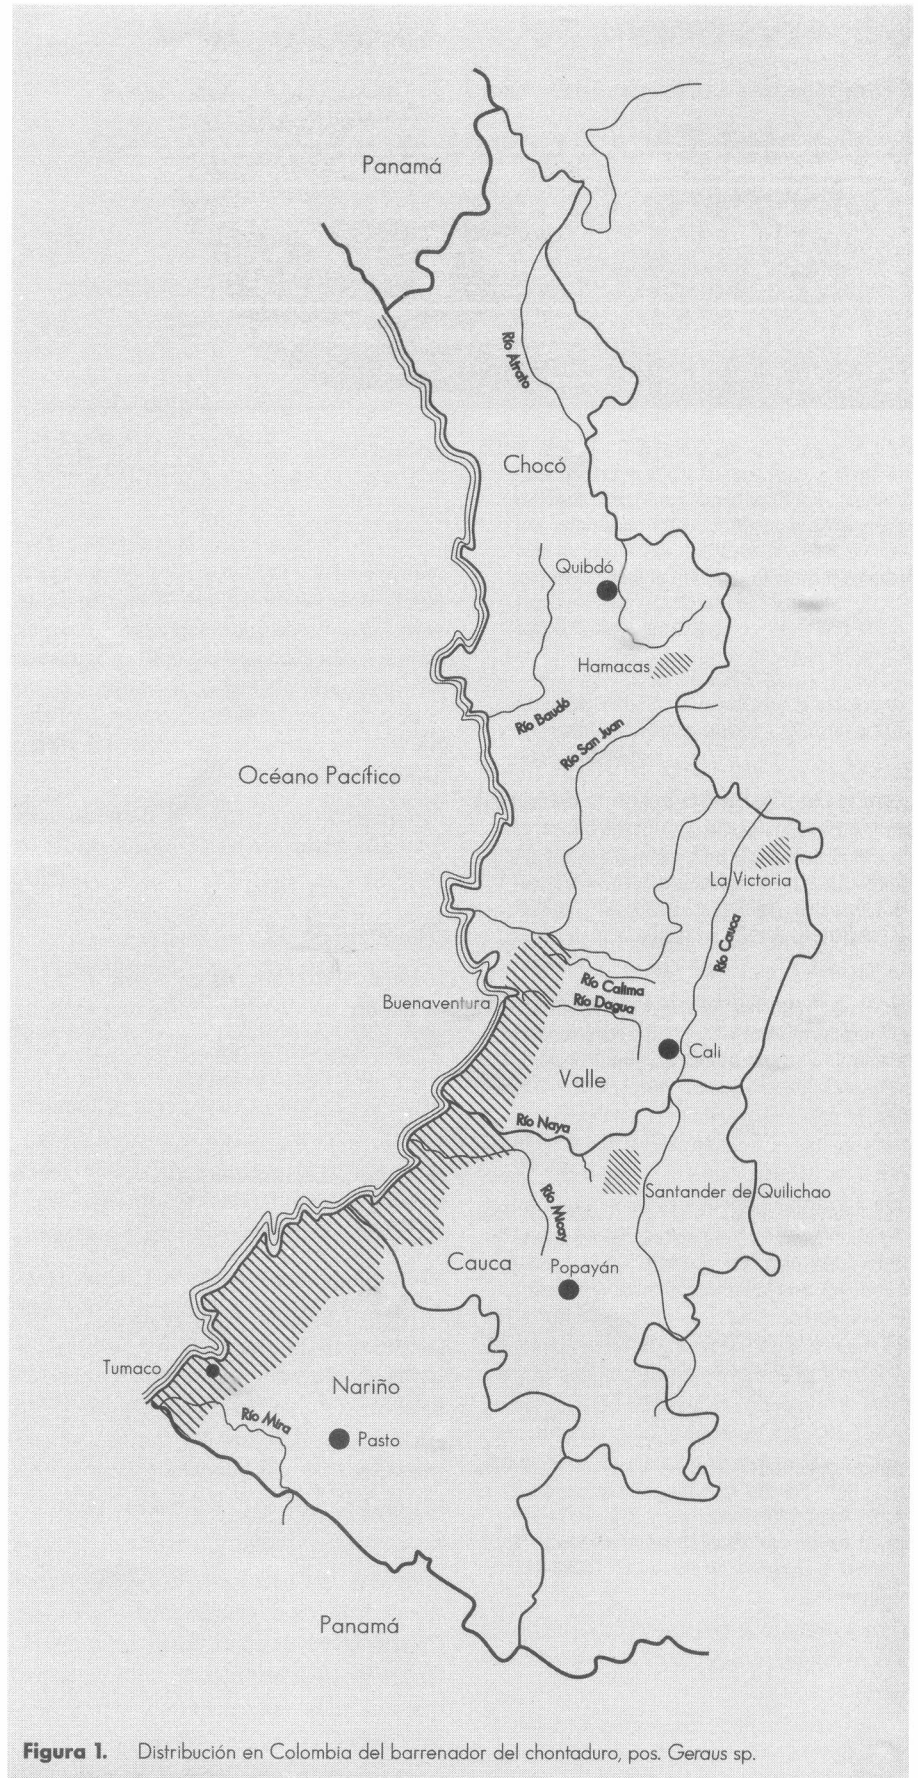 Panamá
Río Atrato
Chocó
Quibdó
Hamacas
Río Baudó
Río San Juan
Océano Pacífico
La Victoria
Río Cauca
Río Calima
Buenaventura
Río Dagua
Cali
Valle
Río Naya
Santander de Quilichao
Río Micay
Cauca
Popayán
Tumaco
Nariño
Río Mira
Pasto
Panamá
Figura 1. Distribución en Colombia del barrenador del chontaduro, pos. Geraus sp.